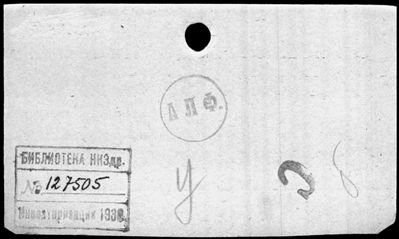 А П Ф.
БИБЛИОТЕКА НКЗдр.
№ 127505
Инвентаризация 1938
У